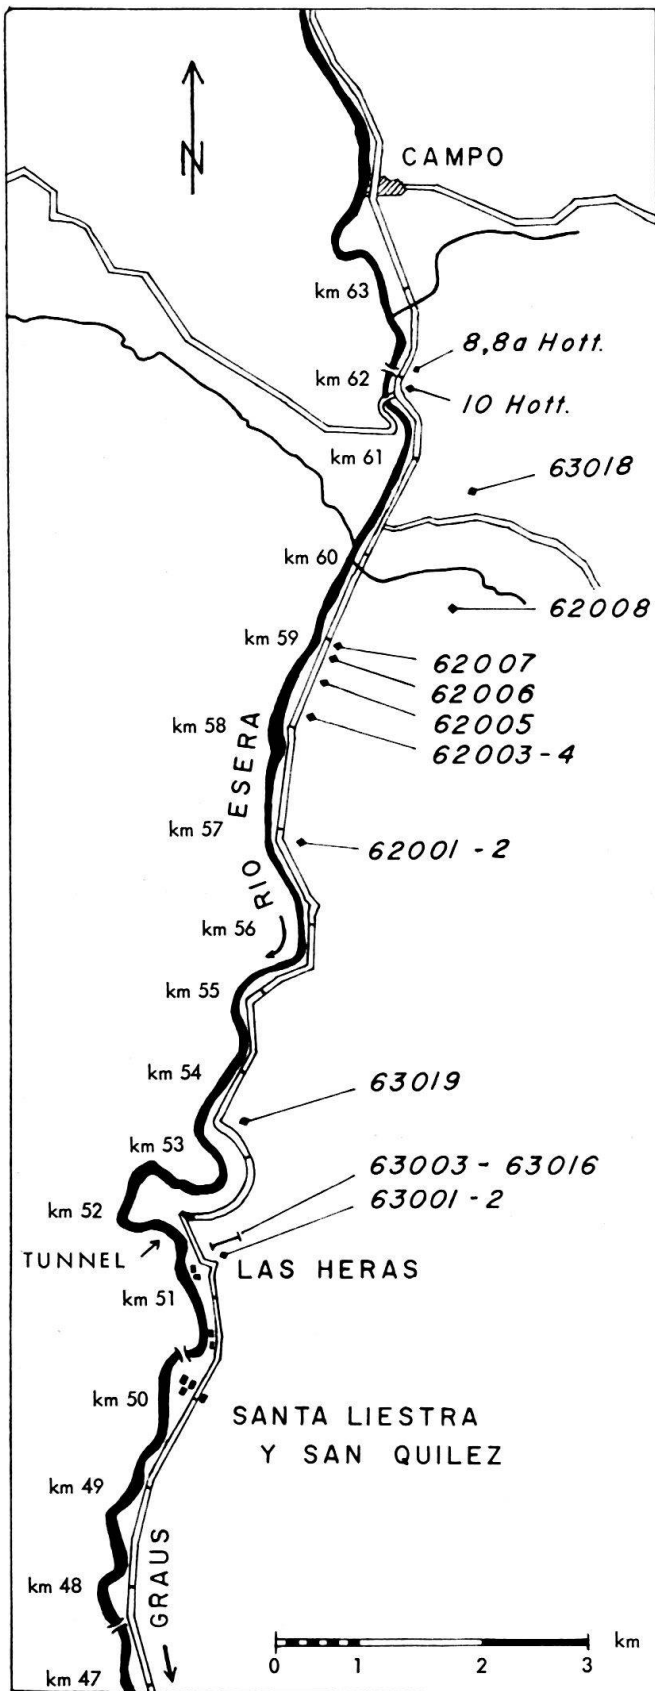 N
CAMPO
km 63
8,8a Hott.
km 62
10 Hott.
km 61
63018
km 60
62008
km 59
62007
62006
62005
km 58
62003-4
RIO ESERA
km 57
62001-2
km 56
km 55
km 54
63019
km 53
63003 - 63016
63001-2
km 52
TUNNEL
LAS HERAS
km 51
km 50
SANTA LIESTRA
Y SAN QUILEZ
km 49
GRAUS
km 48
km 47
km
0 1 2 3